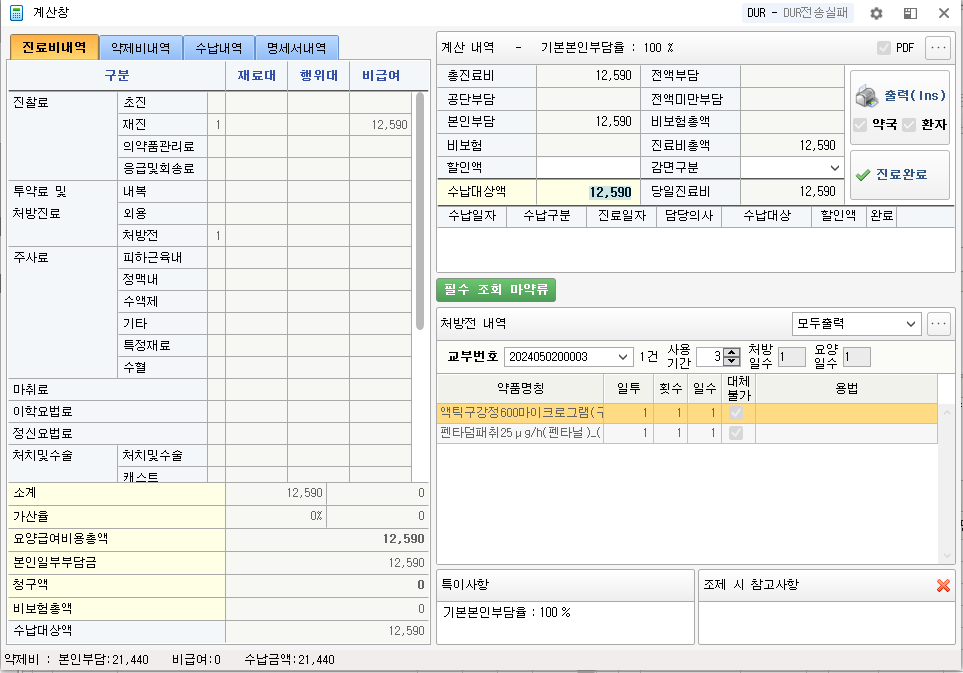 계산창
DUR - DUR전송실패
진료비내역 약제비내역 수납내역 명세서내역
구분 재료대 행위대 비급여
진찰료 초진
재진 1 12,590
의약품관리료
응급및회송료
투약료 및 내복
처방진료 외용
처방전 1
주사료 피하근육내
정맥내
수액제
기타
특정재료
수혈
마취료
이학요법료
정신요법료
처치및수술 처치및수술
캐스트
소계 12,590 0
가산율 0% 0
요양급여비용총액 12,590
본인일부부담금 12,590
청구액 0
비보험총액 0
수납대상액 12,590
계산 내역 - 기본본인부담율 : 100 % PDF ...
총진료비 12,590 전액부담
공단부담 전액미만부담
본인부담 12,590 비보험총액
비보험 진료비총액 12,590
할인액 감면구분
수납대상액 12,590 당일진료비 12,590
출력(Ins)
약국 환자
진료완료
수납일자 수납구분 진료일자 담당의사 수납대상 할인액 완료
필수 조회 마약류
처방전 내역 모두출력 ...
교부번호 2024050200003 1건 사용기간 3 처방일수 1 요양일수 1
약품명칭 일투 횟수 일수 대체불가 용법
액틱구강정600마이크로그램(구 1 1 1
펜타덤패취25μg/h(펜타닐)_( 1 1 1
특이사항
기본본인부담율 : 100 %
조제 시 참고사항
약제비 : 본인부담:21,440 비급여:0 수납금액:21,440